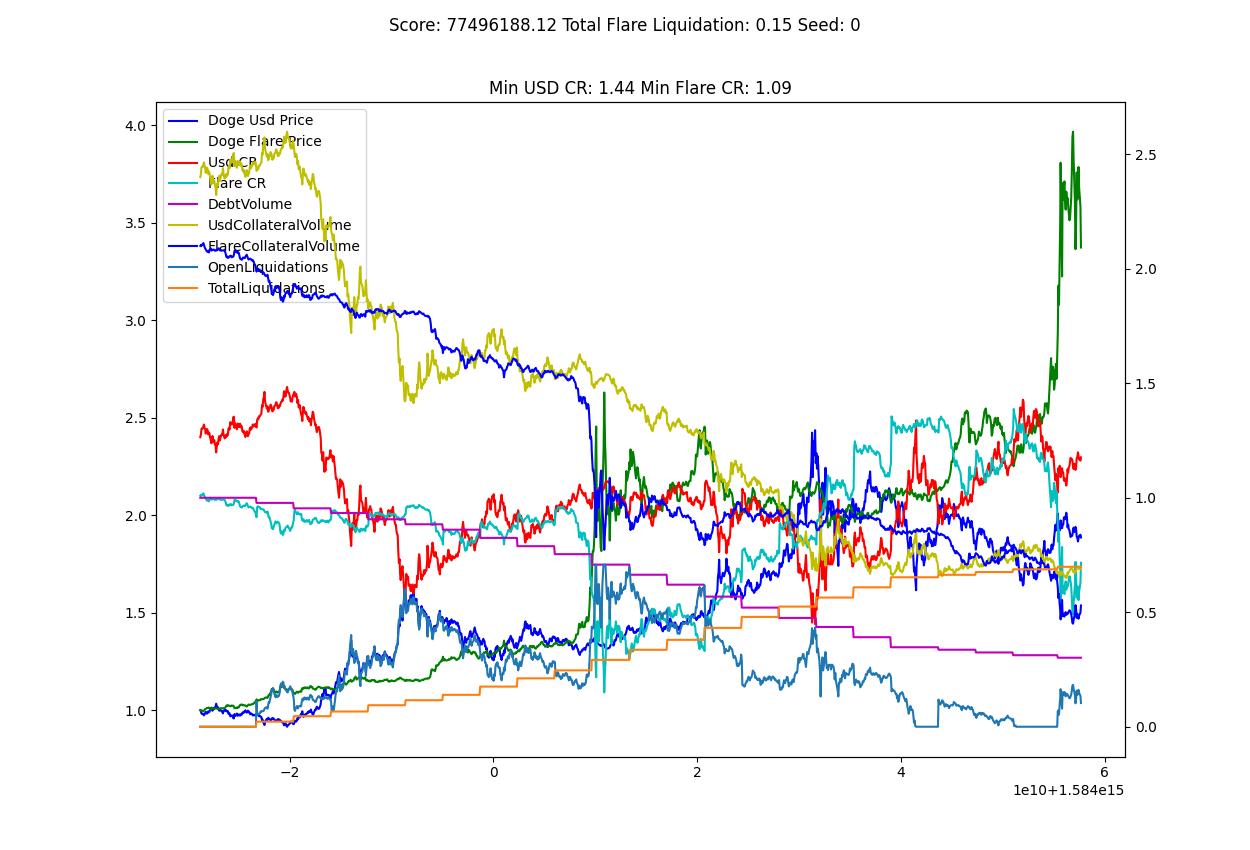 Score: 77496188.12 Total Flare Liquidation: 0.15 Seed: 0
Min USD CR: 1.44 Min Flare CR: 1.09
Doge Usd Price
Doge Flare Price
Usd CR
Flare CR
DebtVolume
UsdCollateralVolume
FlareCollateralVolume
OpenLiquidations
TotalLiquidations
4.0
3.5
3.0
2.5
2.0
1.5
1.0
2.5
2.0
1.5
1.0
0.5
0.0
−2
0
2
4
6
1e10+1.584e15